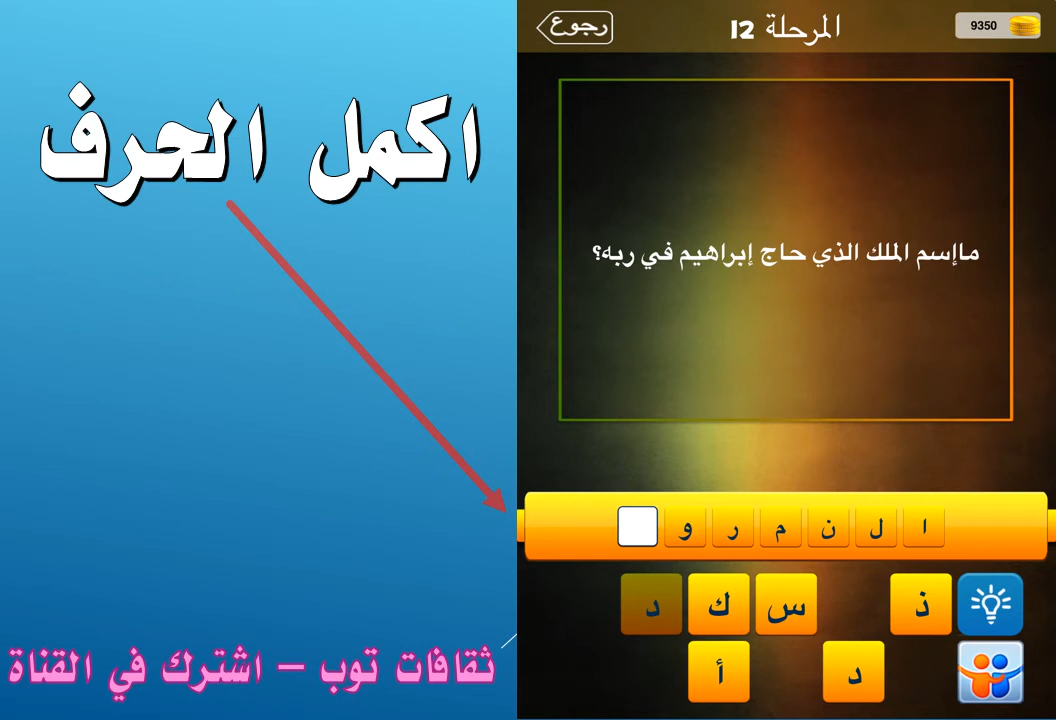 اكمل الحرف
ثقافات توب – اشترك في القناة
رجوع
المرحلة 12
9350
ماإسم الملك الذي حاج إبراهيم في ربه؟
ا ل ن م ر و
ذ س ك د
د أ